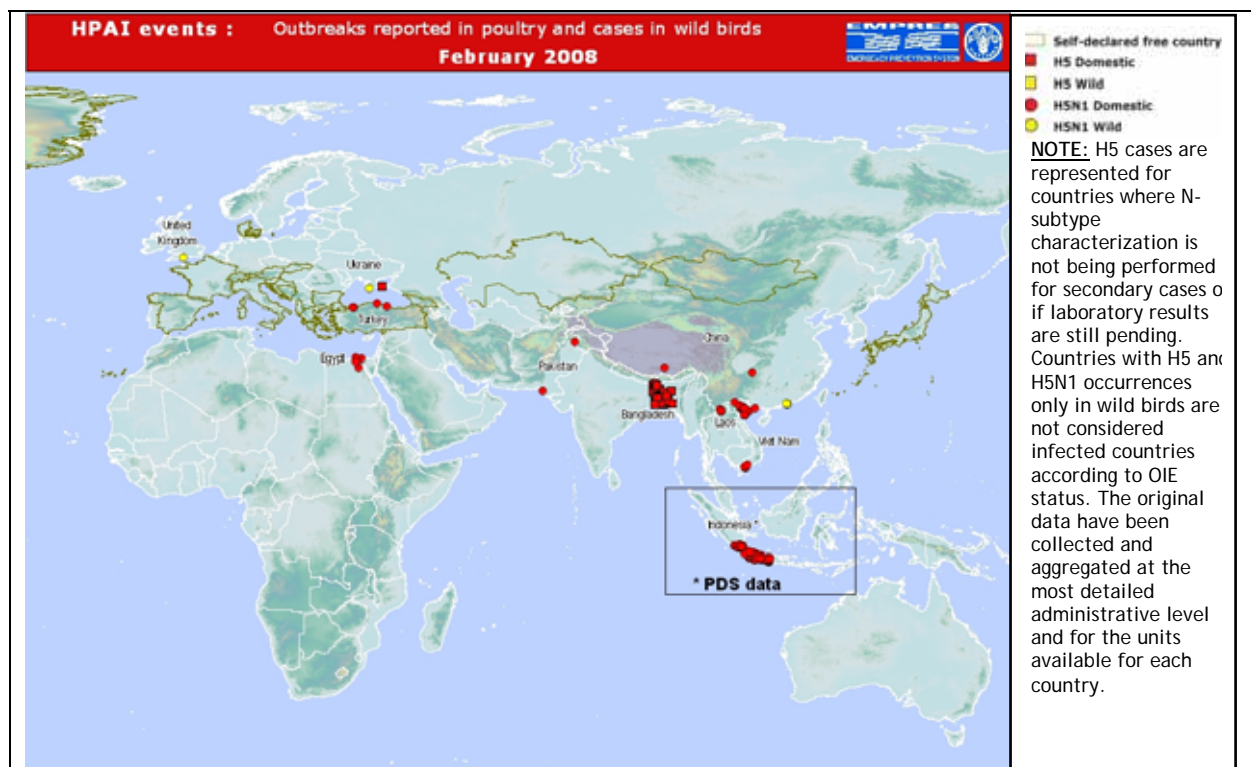 HPAI events : Outbreaks reported in poultry and cases in wild birds
February 2008
EMPRES
EMERGENCY PREVENTION SYSTEM
Self-declared free country
H5 Domestic
H5 Wild
H5N1 Domestic
H5N1 Wild
NOTE: H5 cases are
represented for
countries where N-
subtype
characterization is
not being performed
for secondary cases o
if laboratory results
are still pending.
Countries with H5 and
H5N1 occurrences
only in wild birds are
not considered
infected countries
according to OIE
status. The original
data have been
collected and
aggregated at the
most detailed
administrative level
and for the units
available for each
country.
United
Kingdom
Ukraine
Turkey
Egypt
Pakistan
China
Bangladesh
Laos
Viet Nam
Indonesia *
* PDS data